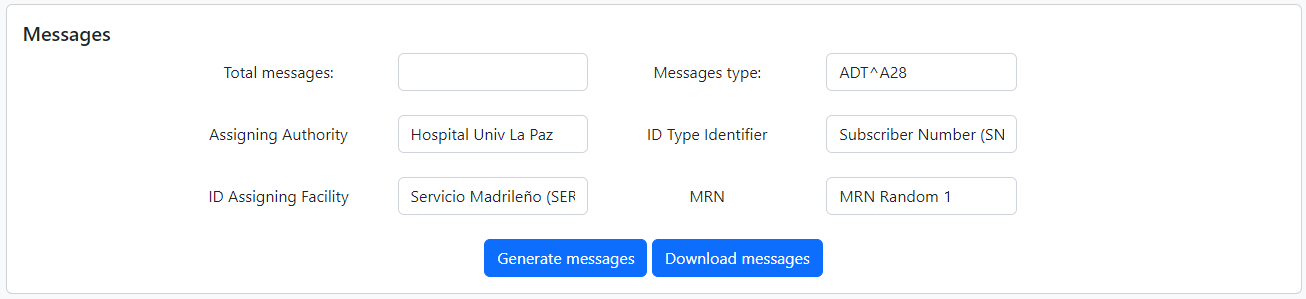 Messages
Total messages:
Messages type:
ADT^A28
Assigning Authority
Hospital Univ La Paz
ID Type Identifier
Subscriber Number (SN
ID Assigning Facility
Servicio Madrileño (SER
MRN
MRN Random 1
Generate messages
Download messages